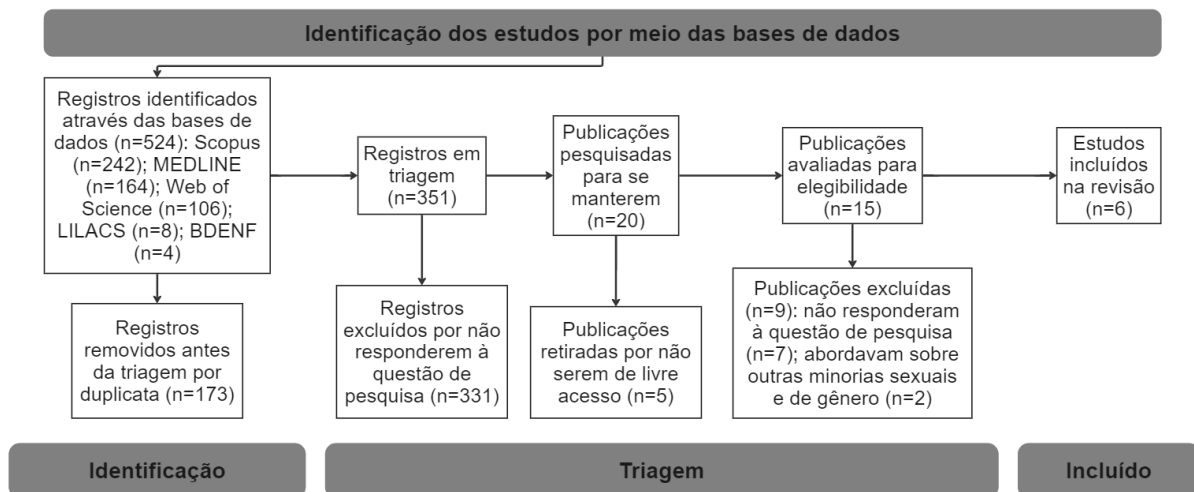 Identificação dos estudos por meio das bases de dados
Registros identificados
através das bases de
dados (n=524): Scopus
(n=242); MEDLINE
(n=164); Web of
Science (n=106);
LILACS (n=8); BDENF
(n=4)
Registros em
triagem
(n=351)
Publicações
pesquisadas
para se
manterem
(n=20)
Publicações
avaliadas para
elegibilidade
(n=15)
Estudos
incluídos
na revisão
(n=6)
Registros
removidos antes
da triagem por
duplicata (n=173)
Registros
excluídos por não
responderem à
questão de
pesquisa (n=331)
Publicações
retiradas por não
serem de livre
acesso (n=5)
Publicações excluídas
(n=9): não responderam
à questão de pesquisa
(n=7); abordavam sobre
outras minorias sexuais
e de gênero (n=2)
Identificação
Triagem
Incluído